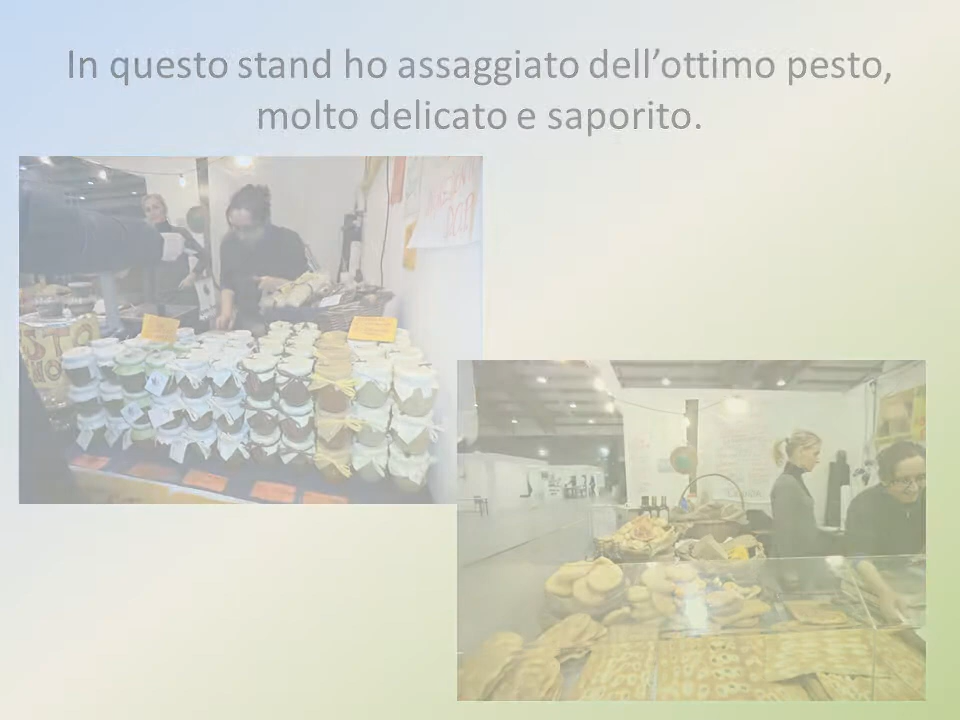 In questo stand ho assaggiato dell’ottimo pesto,
molto delicato e saporito.